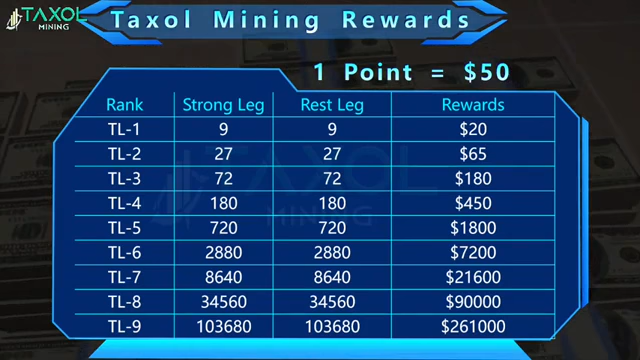 TAXOL
MINING
Taxol Mining Rewards
1 Point = $50
Rank Strong Leg Rest Leg Rewards
TL-1 9 9 $20
TL-2 27 27 $65
TL-3 72 72 $180
TL-4 180 180 $450
TL-5 720 720 $1800
TL-6 2880 2880 $7200
TL-7 8640 8640 $21600
TL-8 34560 34560 $90000
TL-9 103680 103680 $261000
TAXOL
MINING